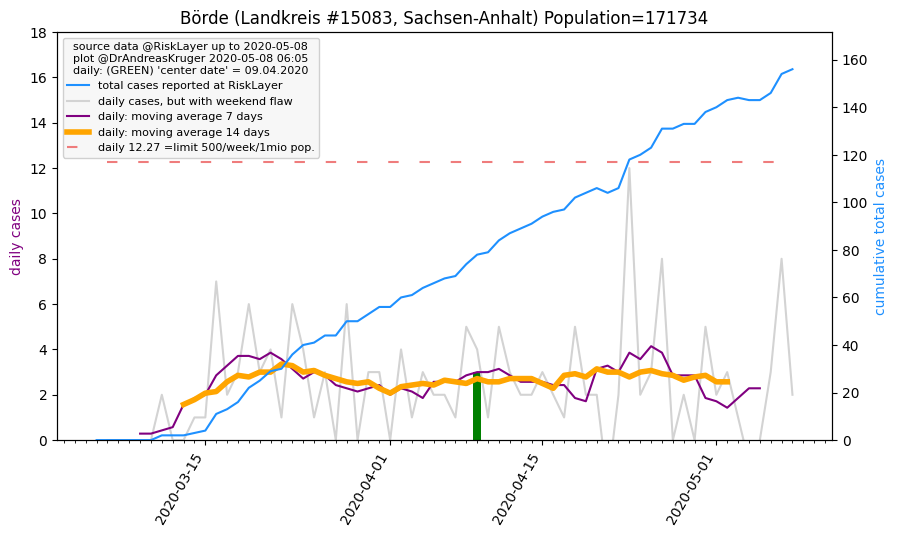 Börde (Landkreis #15083, Sachsen-Anhalt) Population=171734
source data @RiskLayer up to 2020-05-08
plot @DrAndreasKruger 2020-05-08 06:05
daily: (GREEN) 'center date' = 09.04.2020
total cases reported at RiskLayer
daily cases, but with weekend flaw
daily: moving average 7 days
daily: moving average 14 days
daily 12.27 =limit 500/week/1mio pop.
daily cases
18
16
14
12
10
8
6
4
2
0
cumulative total cases
160
140
120
100
80
60
40
20
0
2020-03-15
2020-04-01
2020-04-15
2020-05-01